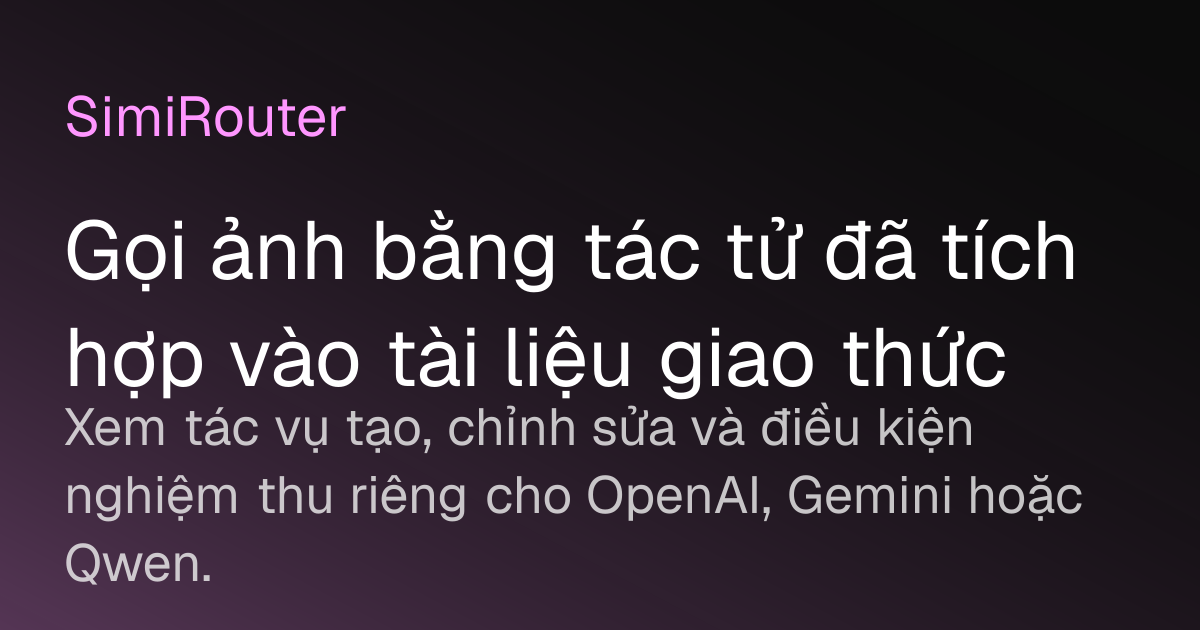 SimiRouter
Gọi ảnh bằng tác tử đã tích
hợp vào tài liệu giao thức
Xem tác vụ tạo, chỉnh sửa và điều kiện
nghiệm thu riêng cho OpenAI, Gemini hoặc
Qwen.